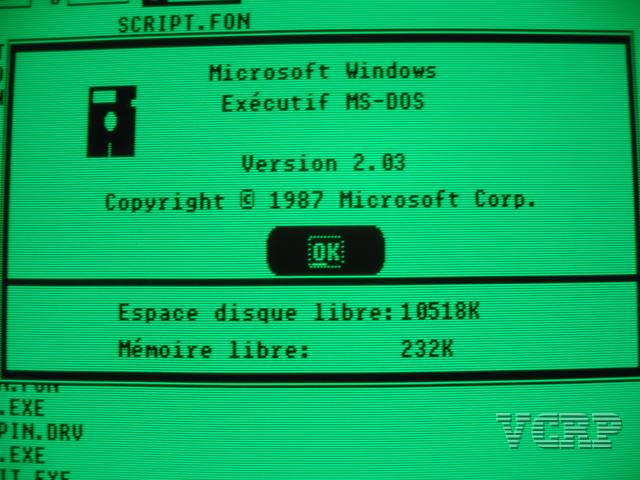 SCRIPT.FON
Microsoft Windows
Exécutif MS-DOS
Version 2.03
Copyright © 1987 Microsoft Corp.
OK
Espace disque libre: 10518K
Mémoire libre: 232K
.EXE
PIN.DRV
.EXE
VCRP